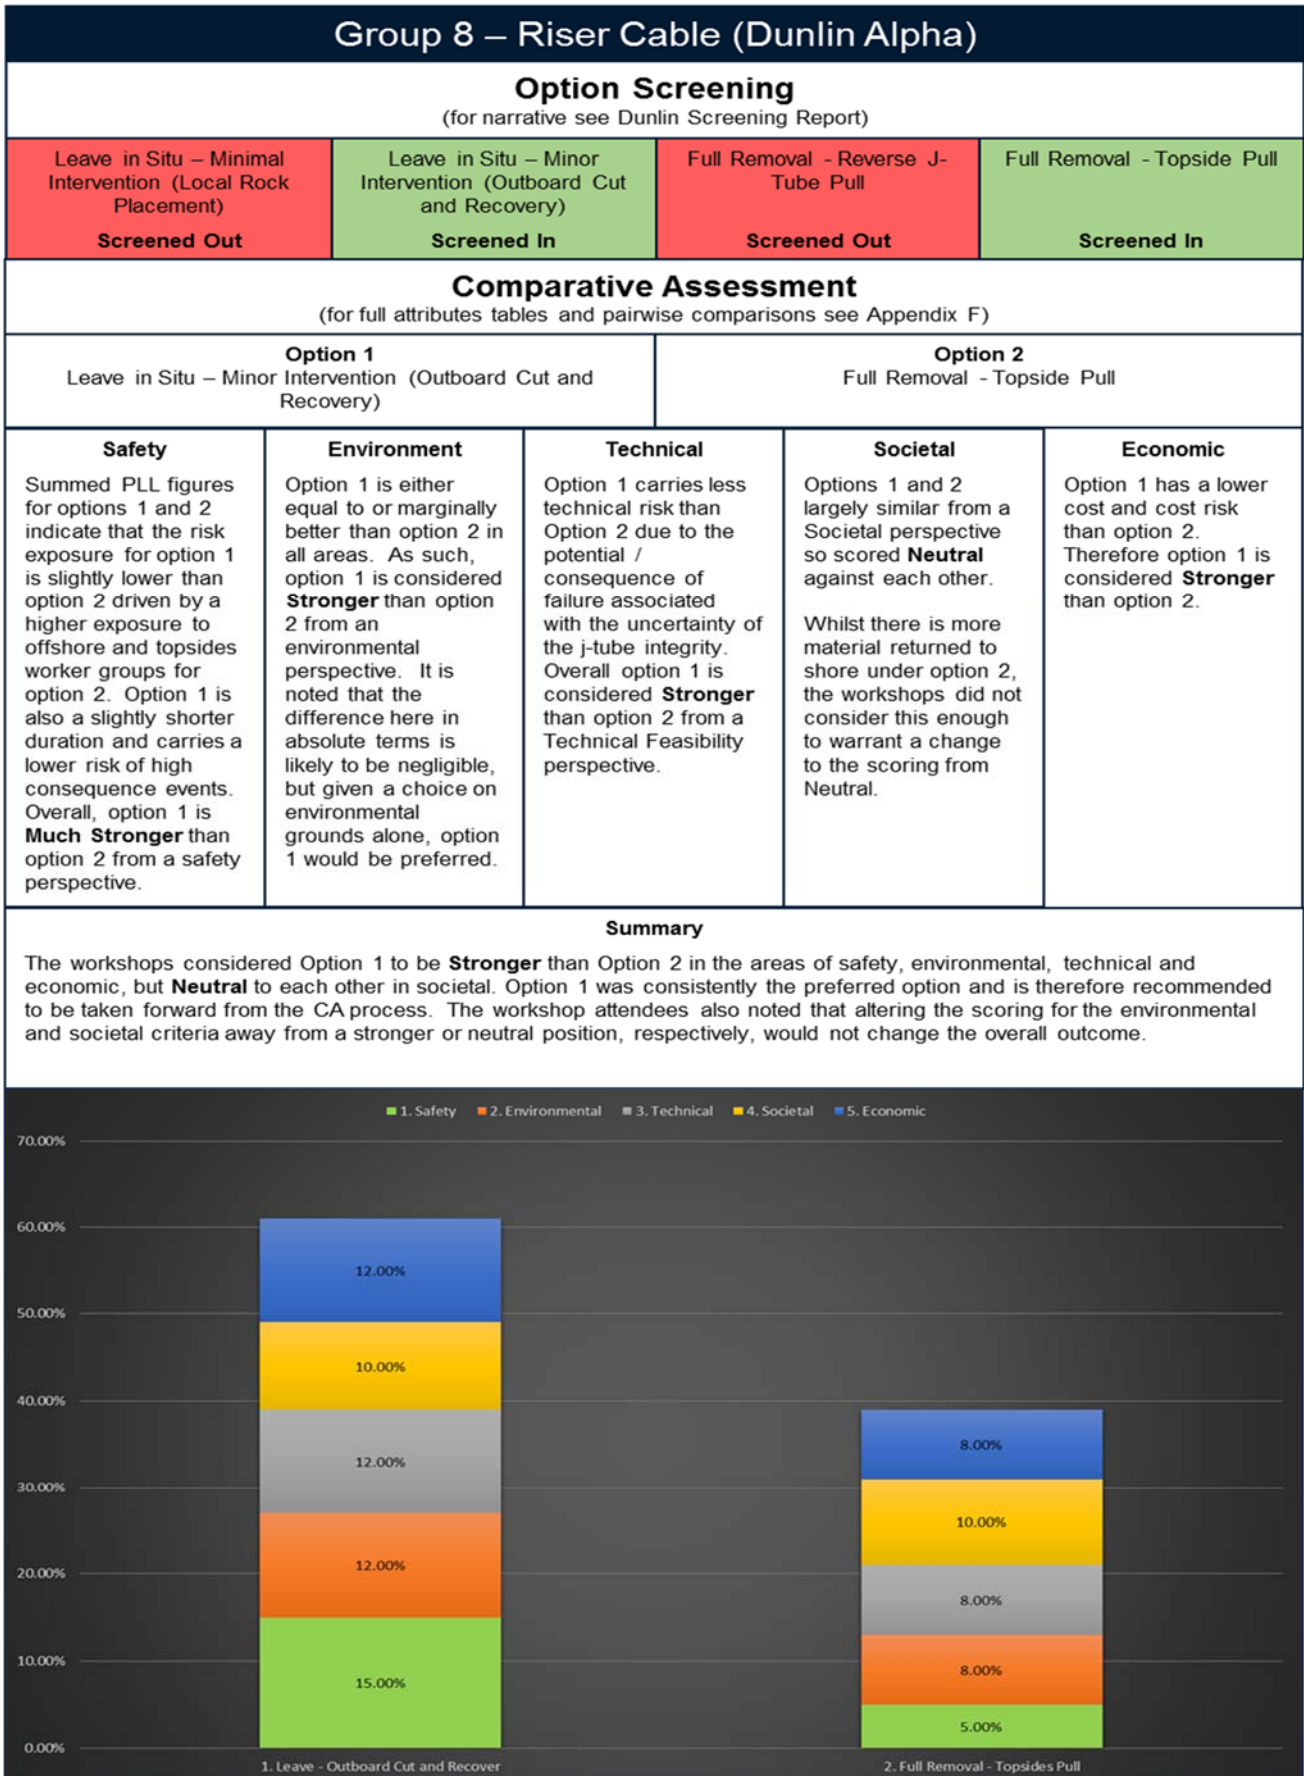 Group 8 – Riser Cable (Dunlin Alpha)
Option Screening
(for narrative see Dunlin Screening Report)
Leave in Situ – Minimal
Intervention (Local Rock
Placement)
Screened Out
Leave in Situ – Minor
Intervention (Outboard Cut
and Recovery)
Screened In
Full Removal - Reverse J-
Tube Pull
Screened Out
Full Removal - Topside Pull
Screened In
Comparative Assessment
(for full attributes tables and pairwise comparisons see Appendix F)
Option 1
Leave in Situ – Minor Intervention (Outboard Cut and
Recovery)
Option 2
Full Removal - Topside Pull
Safety
Summed PLL figures
for options 1 and 2
indicate that the risk
exposure for option 1
is slightly lower than
option 2 driven by a
higher exposure to
offshore and topsides
worker groups for
option 2. Option 1 is
also a slightly shorter
duration and carries a
lower risk of high
consequence events.
Overall, option 1 is
Much Stronger than
option 2 from a safety
perspective.
Environment
Option 1 is either
equal to or marginally
better than option 2 in
all areas. As such,
option 1 is considered
Stronger than option
2 from an
environmental
perspective. It is
noted that the
difference here in
absolute terms is
likely to be negligible,
but given a choice on
environmental
grounds alone, option
1 would be preferred.
Technical
Option 1 carries less
technical risk than
Option 2 due to the
potential /
consequence of
failure associated
with the uncertainty of
the j-tube integrity.
Overall option 1 is
considered Stronger
than option 2 from a
Technical Feasibility
perspective.
Societal
Options 1 and 2
largely similar from a
Societal perspective
so scored Neutral
against each other.
Whilst there is more
material returned to
shore under option 2,
the workshops did not
consider this enough
to warrant a change
to the scoring from
Neutral.
Economic
Option 1 has a lower
cost and cost risk
than option 2.
Therefore option 1 is
considered Stronger
than option 2.
Summary
The workshops considered Option 1 to be Stronger than Option 2 in the areas of safety, environmental, technical and
economic, but Neutral to each other in societal. Option 1 was consistently the preferred option and is therefore recommended
to be taken forward from the CA process. The workshop attendees also noted that altering the scoring for the environmental
and societal criteria away from a stronger or neutral position, respectively, would not change the overall outcome.
1. Safety 2. Environmental 3. Technical 4. Societal 5. Economic
70.00%
60.00%
50.00%
40.00%
30.00%
20.00%
10.00%
0.00%
12.00%
10.00%
12.00%
12.00%
15.00%
8.00%
10.00%
8.00%
8.00%
5.00%
1. Leave - Outboard Cut and Recover
2. Full Removal - Topsides Pull